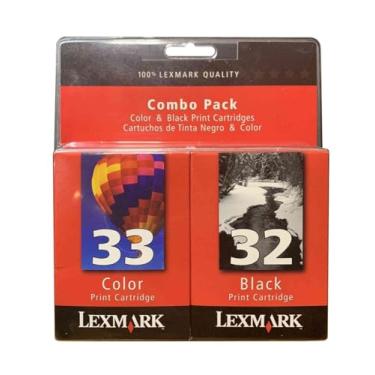 100% LEXMARK QUALITY
Combo Pack
Color & Black Print Cartridges
Cartuchos de Tinta Negro & Color
33
Color
Print Cartridge
LEXMARK
32
Black
Print Cartridge
LEXMARK